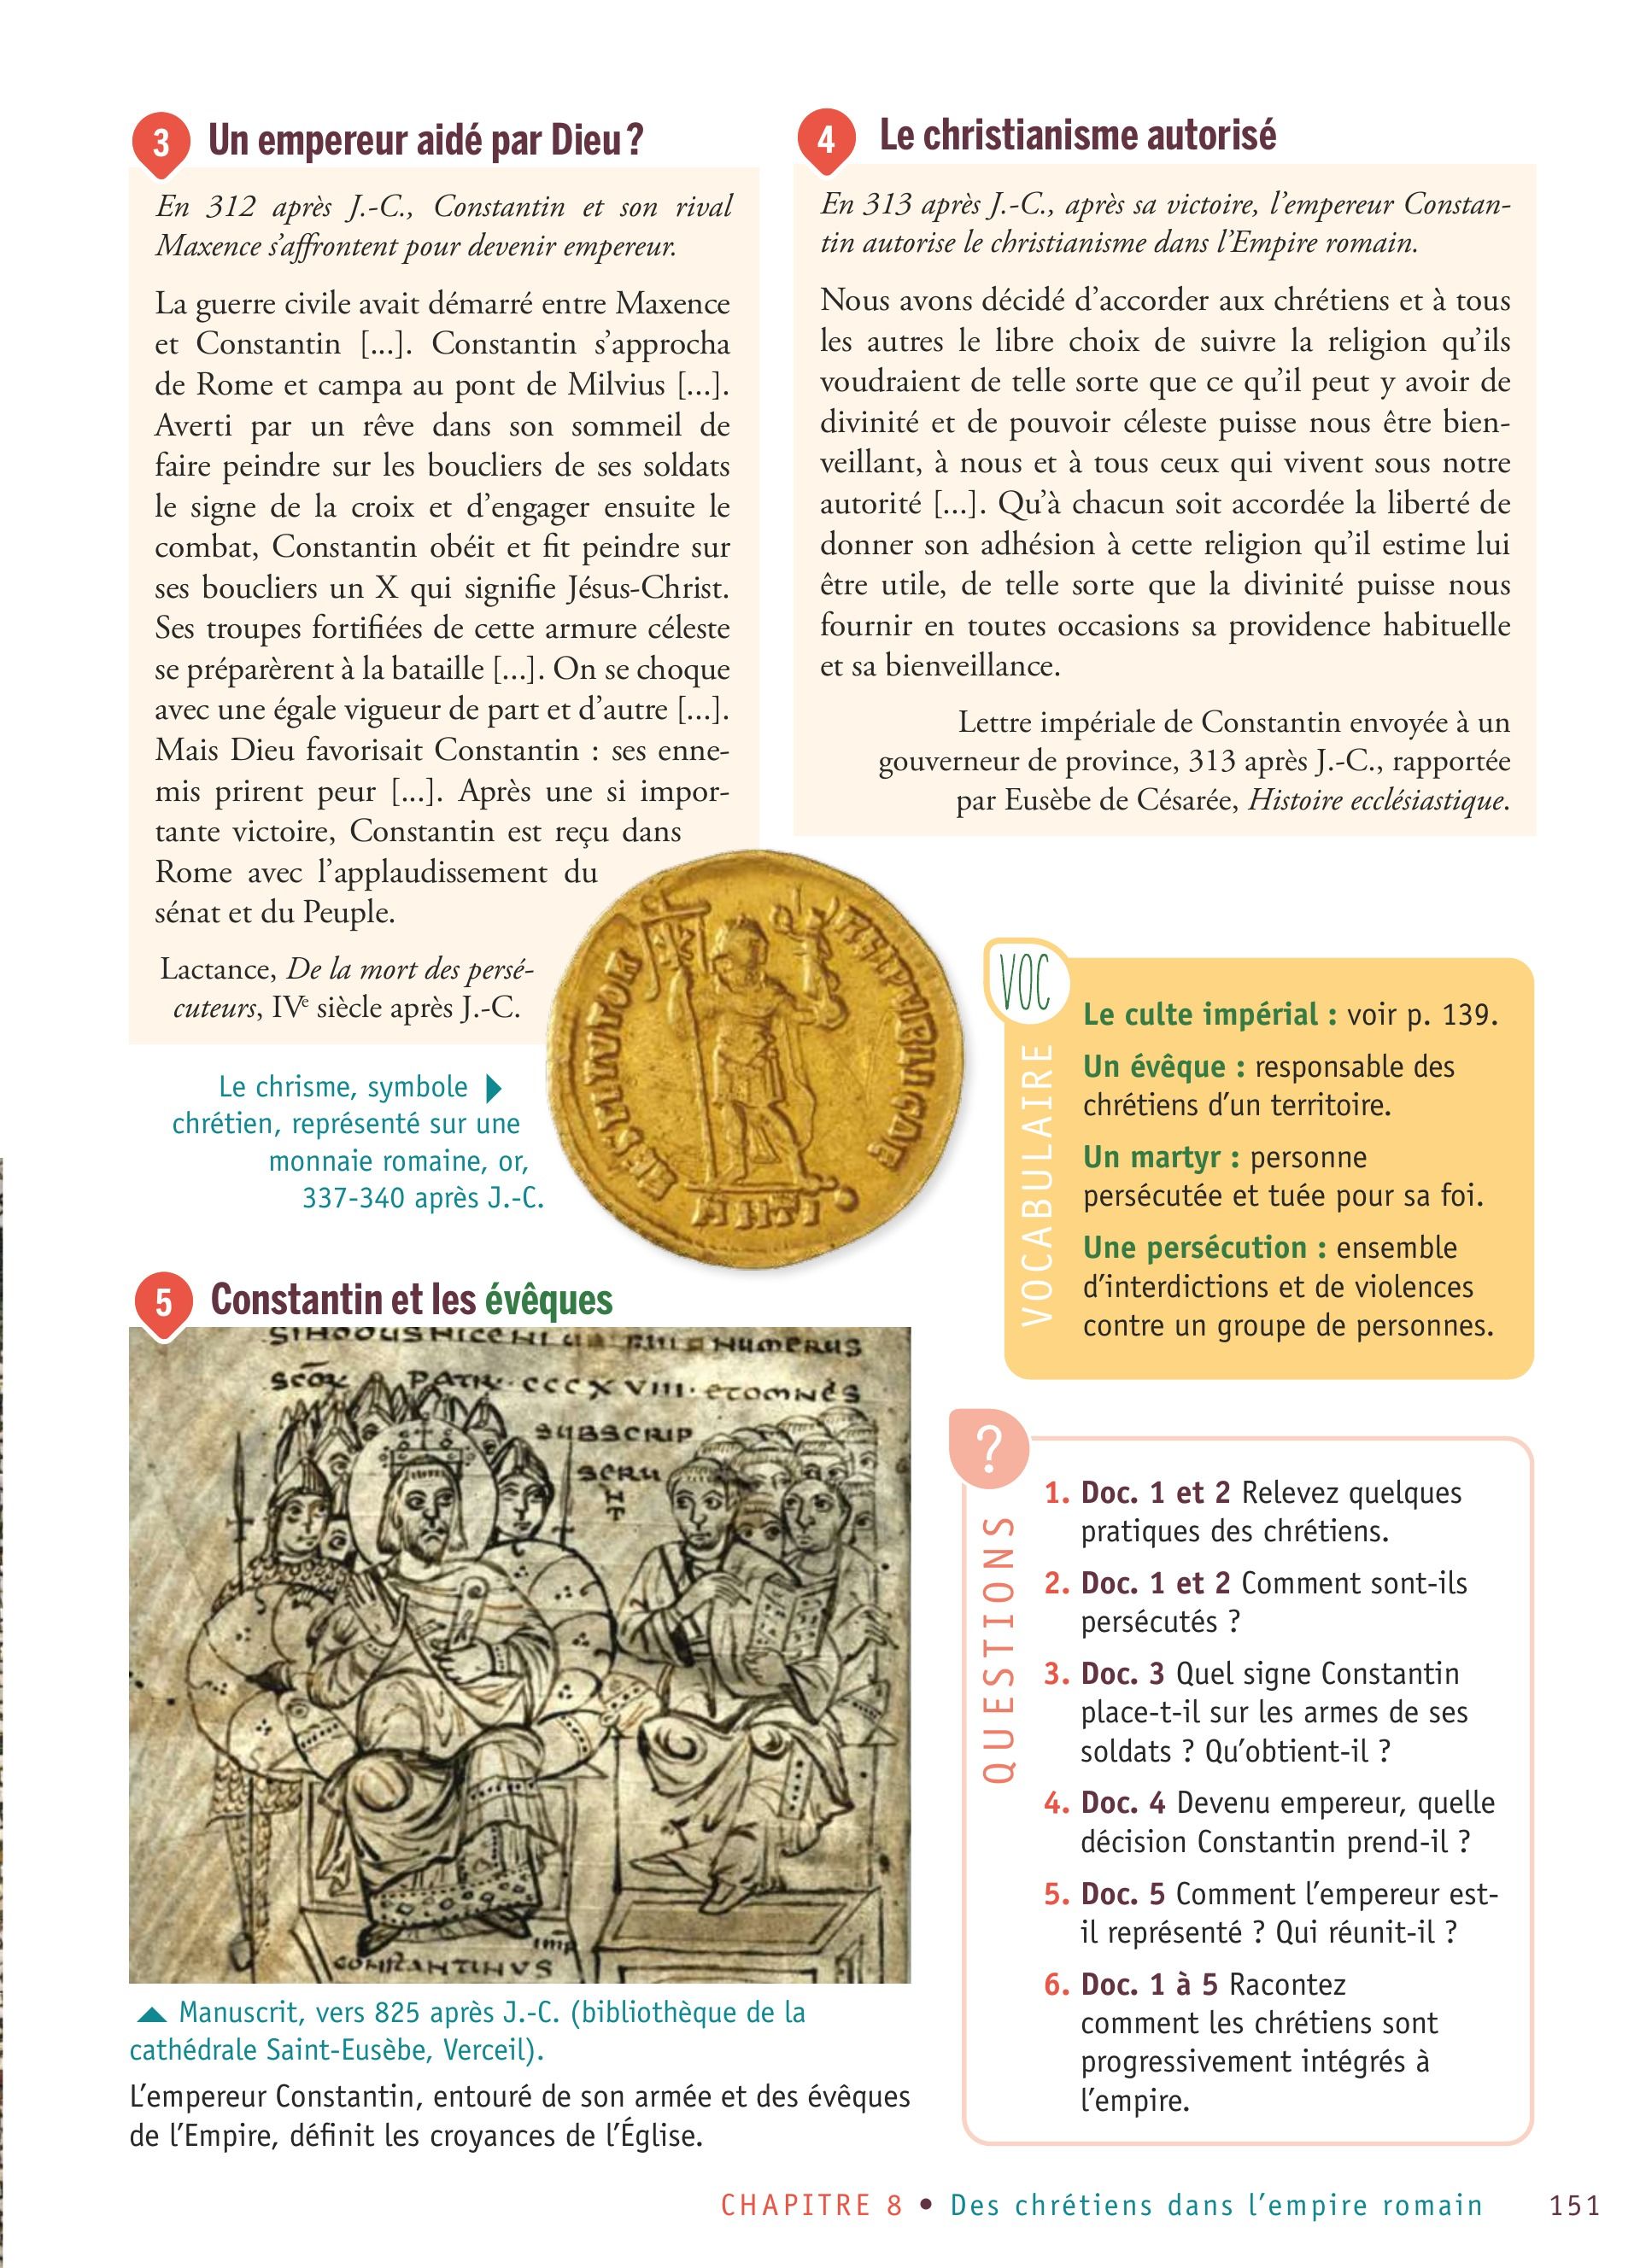 3 Un empereur aidé par Dieu ?
En 312 après J.-C., Constantin et son rival
Maxence s’affrontent pour devenir empereur.
La guerre civile avait démarré entre Maxence
et Constantin [...]. Constantin s’approcha
de Rome et campa au pont de Milvius [...].
Averti par un rêve dans son sommeil de
faire peindre sur les boucliers de ses soldats
le signe de la croix et d’engager ensuite le
combat, Constantin obéit et fit peindre sur
ses boucliers un X qui signifie Jésus-Christ.
Ses troupes fortifiées de cette armure céleste
se préparèrent à la bataille [...]. On se choque
avec une égale vigueur de part et d’autre [...].
Mais Dieu favorisait Constantin : ses enne-
mis prirent peur [...]. Après une si impor-
tante victoire, Constantin est reçu dans
Rome avec l’applaudissement du
sénat et du Peuple.
Lactance, De la mort des persé-
cuteurs, IVe siècle après J.-C.
Le chrisme, symbole
chrétien, représenté sur une
monnaie romaine, or,
337-340 après J.-C.
4 Le christianisme autorisé
En 313 après J.-C., après sa victoire, l’empereur Constan-
tin autorise le christianisme dans l’Empire romain.
Nous avons décidé d’accorder aux chrétiens et à tous
les autres le libre choix de suivre la religion qu’ils
voudraient de telle sorte que ce qu’il peut y avoir de
divinité et de pouvoir céleste puisse nous être bien-
veillant, à nous et à tous ceux qui vivent sous notre
autorité [...]. Qu’à chacun soit accordée la liberté de
donner son adhésion à cette religion qu’il estime lui
être utile, de telle sorte que la divinité puisse nous
fournir en toutes occasions sa providence habituelle
et sa bienveillance.
Lettre impériale de Constantin envoyée à un
gouverneur de province, 313 après J.-C., rapportée
par Eusèbe de Césarée, Histoire ecclésiastique.
VOC
VOCABULAIRE
Le culte impérial : voir p. 139.
Un évêque : responsable des
chrétiens d’un territoire.
Un martyr : personne
persécutée et tuée pour sa foi.
Une persécution : ensemble
d’interdictions et de violences
contre un groupe de personnes.
5 Constantin et les évêques
NUMERUS
CCCXVIII. ETOMNES
SUBSCRIP
SERU
NT
IMP
Manuscrit, vers 825 après J.-C. (bibliothèque de la
cathédrale Saint-Eusèbe, Verceil).
L’empereur Constantin, entouré de son armée et des évêques
de l’Empire, définit les croyances de l’Église.
?
QUESTIONS
1. Doc. 1 et 2 Relevez quelques
pratiques des chrétiens.
2. Doc. 1 et 2 Comment sont-ils
persécutés ?
3. Doc. 3 Quel signe Constantin
place-t-il sur les armes de ses
soldats ? Qu’obtient-il ?
4. Doc. 4 Devenu empereur, quelle
décision Constantin prend-il ?
5. Doc. 5 Comment l’empereur est-
il représenté ? Qui réunit-il ?
6. Doc. 1 à 5 Racontez
comment les chrétiens sont
progressivement intégrés à
l’empire.
CHAPITRE 8 • Des chrétiens dans l’empire romain 151